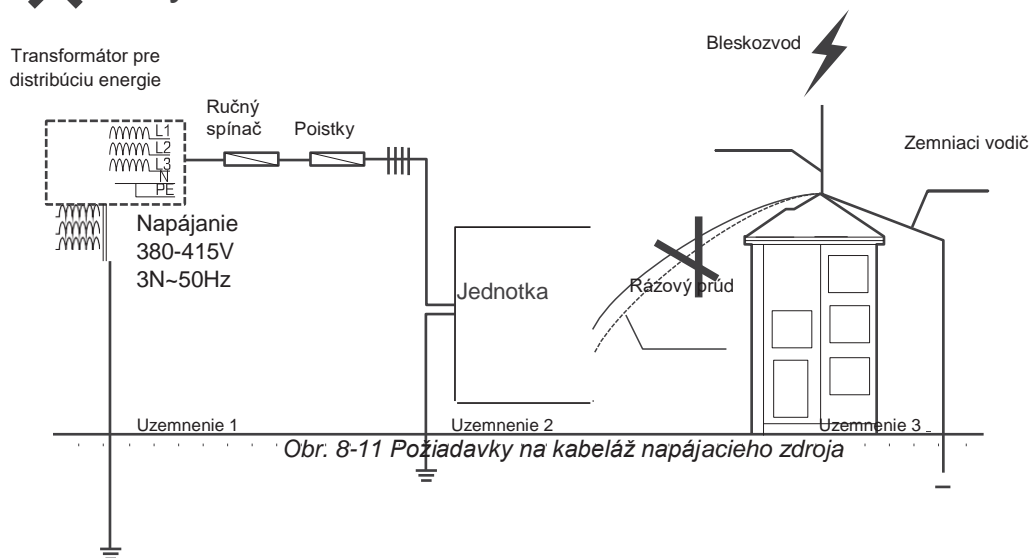 Bleskozvod
Transformátor pre
distribúciu energie
Ručný
spínač
Poistky
Zemniaci vodič
L1
L2
L3
N
PE
Napájanie
380-415V
3N~50Hz
Jednotka
Rázový prúd
Uzemnenie 1
Uzemnenie 2
Uzemnenie 3
Obr. 8-11 Požiadavky na kabeláž napájacieho zdroja